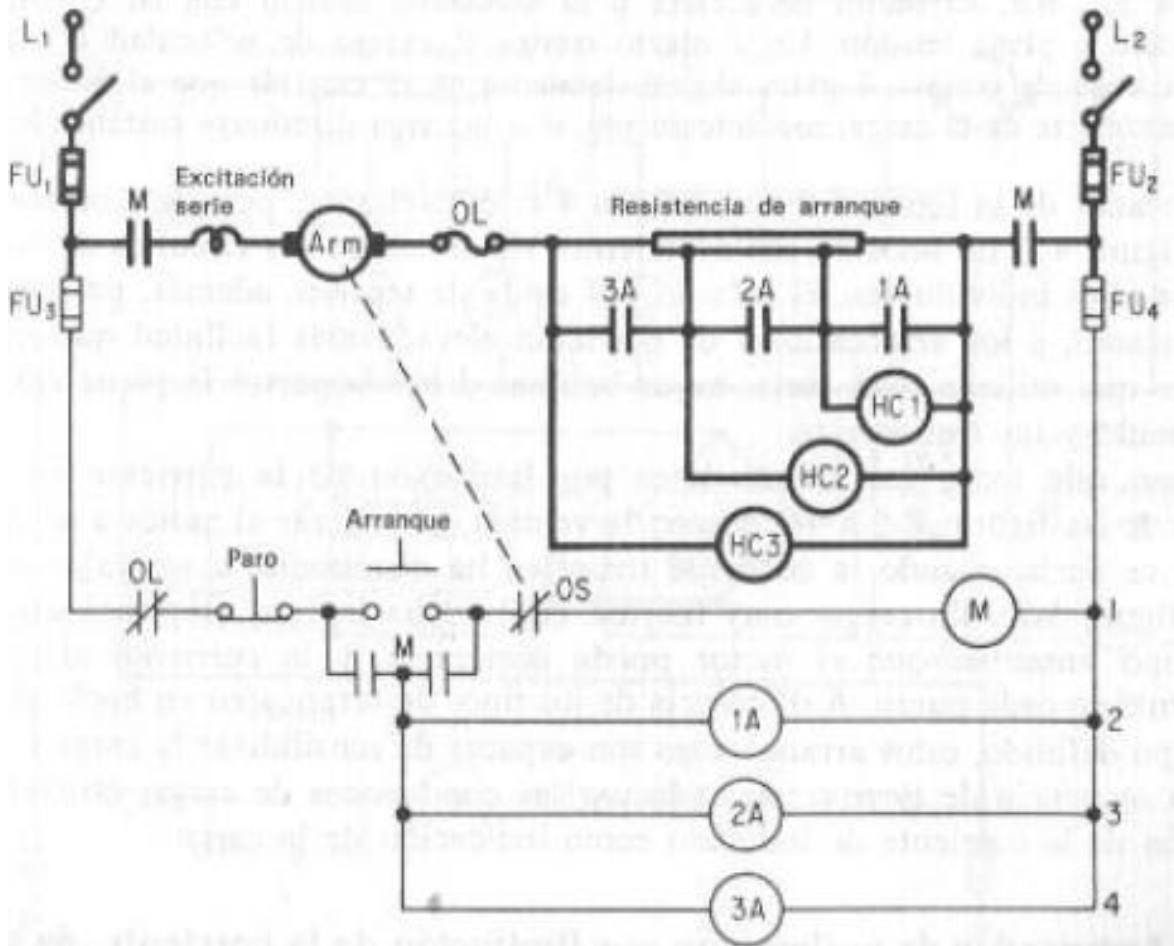 L₁
L2
FU₁
FU₂
M
Excitación
serie
Arm
OL
Resistencia de arranque
M
FU₃
FU₄
3A
2A
1A
HC1
HC2
HC3
Arranque
OL
Paro
OS
M
1
M
1A
2
2A
3
3A
4